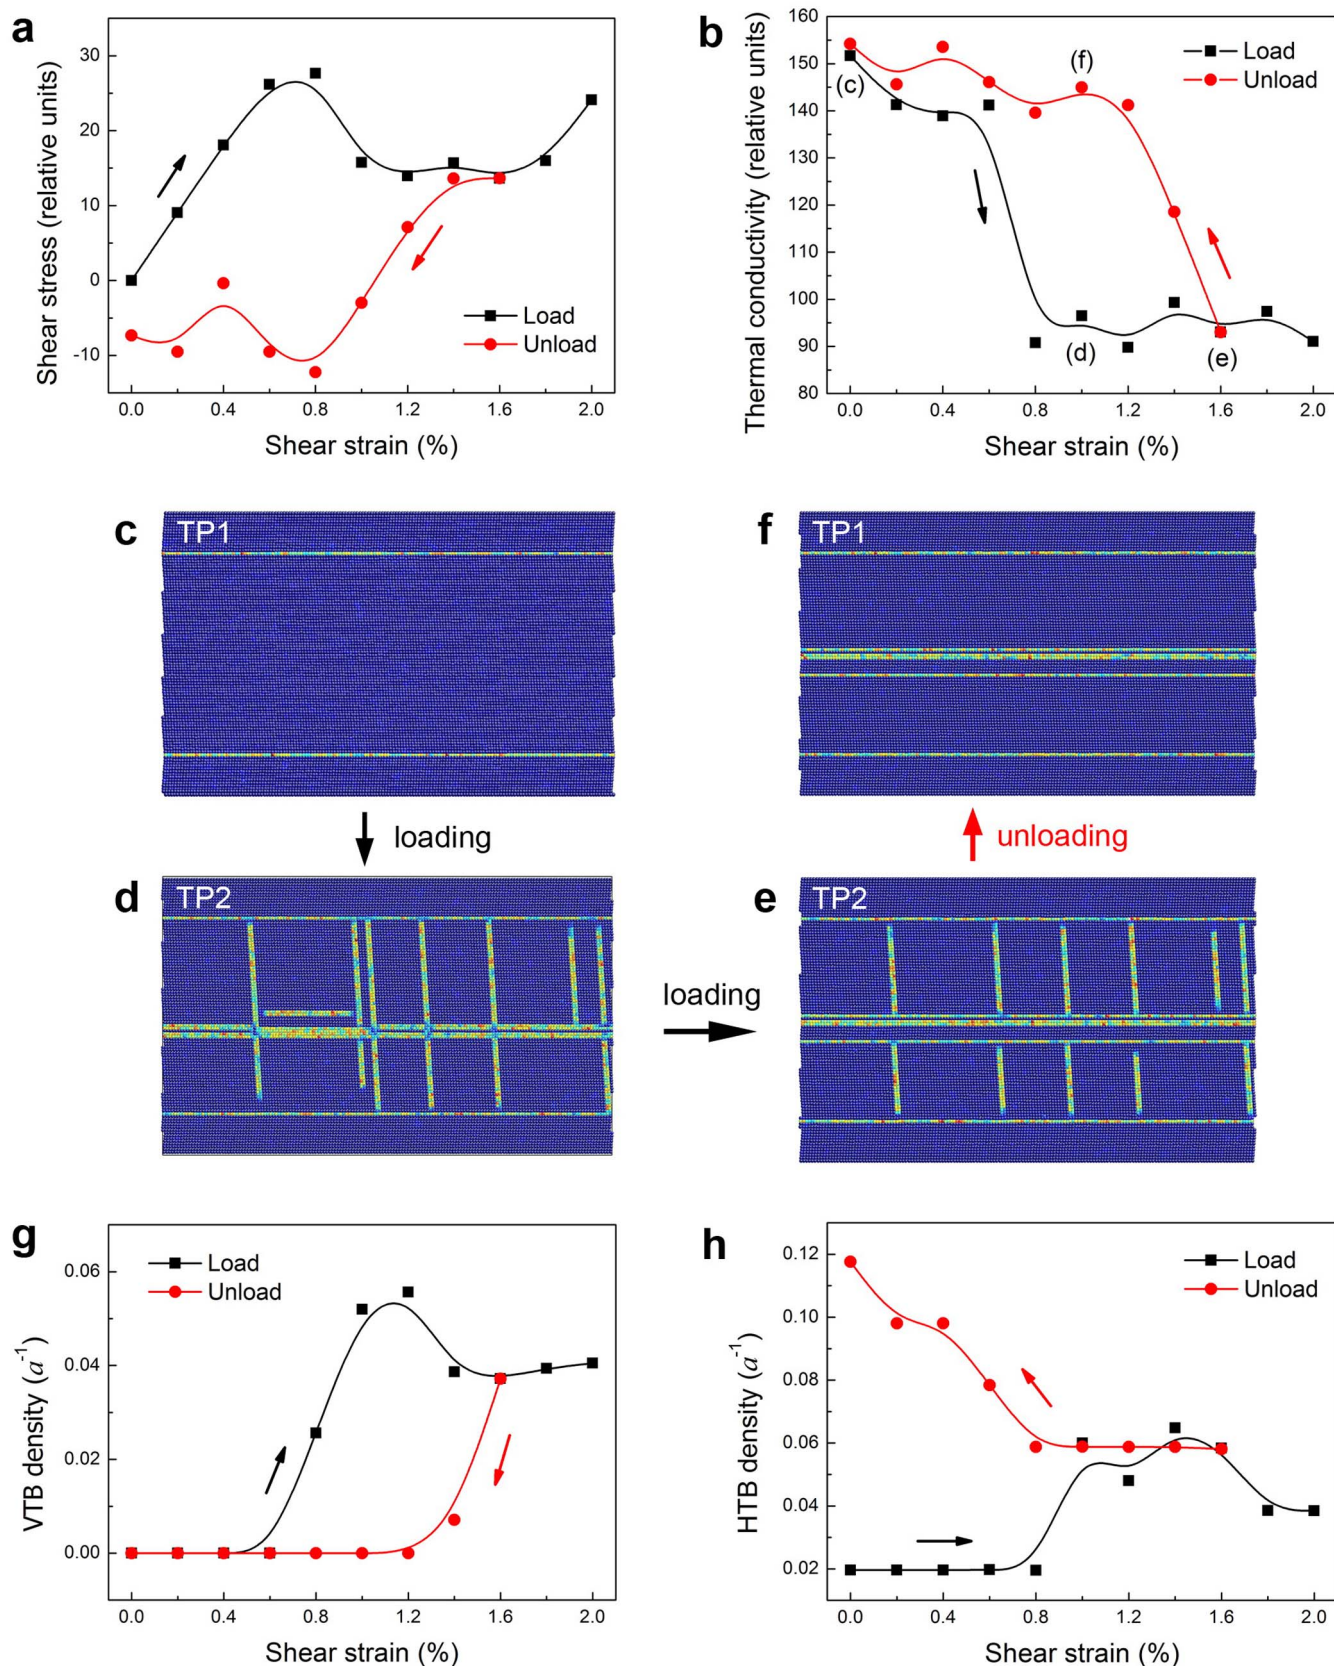 a
Shear stress (relative units)
30
20
10
0
-10
Load
Unload
0.0 0.4 0.8 1.2 1.6 2.0
Shear strain (%)
b
Thermal conductivity (relative units)
160
150
140
130
120
110
100
90
80
Load
Unload
(c)
(f)
(d)
(e)
0.0 0.4 0.8 1.2 1.6 2.0
Shear strain (%)
c
TP1
f
TP1
loading
unloading
d
TP2
loading
e
TP2
g
VTB density (a⁻¹)
0.06
0.04
0.02
0.00
Load
Unload
0.0 0.4 0.8 1.2 1.6 2.0
Shear strain (%)
h
HTB density (a⁻¹)
0.12
0.10
0.08
0.06
0.04
0.02
Load
Unload
0.0 0.4 0.8 1.2 1.6 2.0
Shear strain (%)